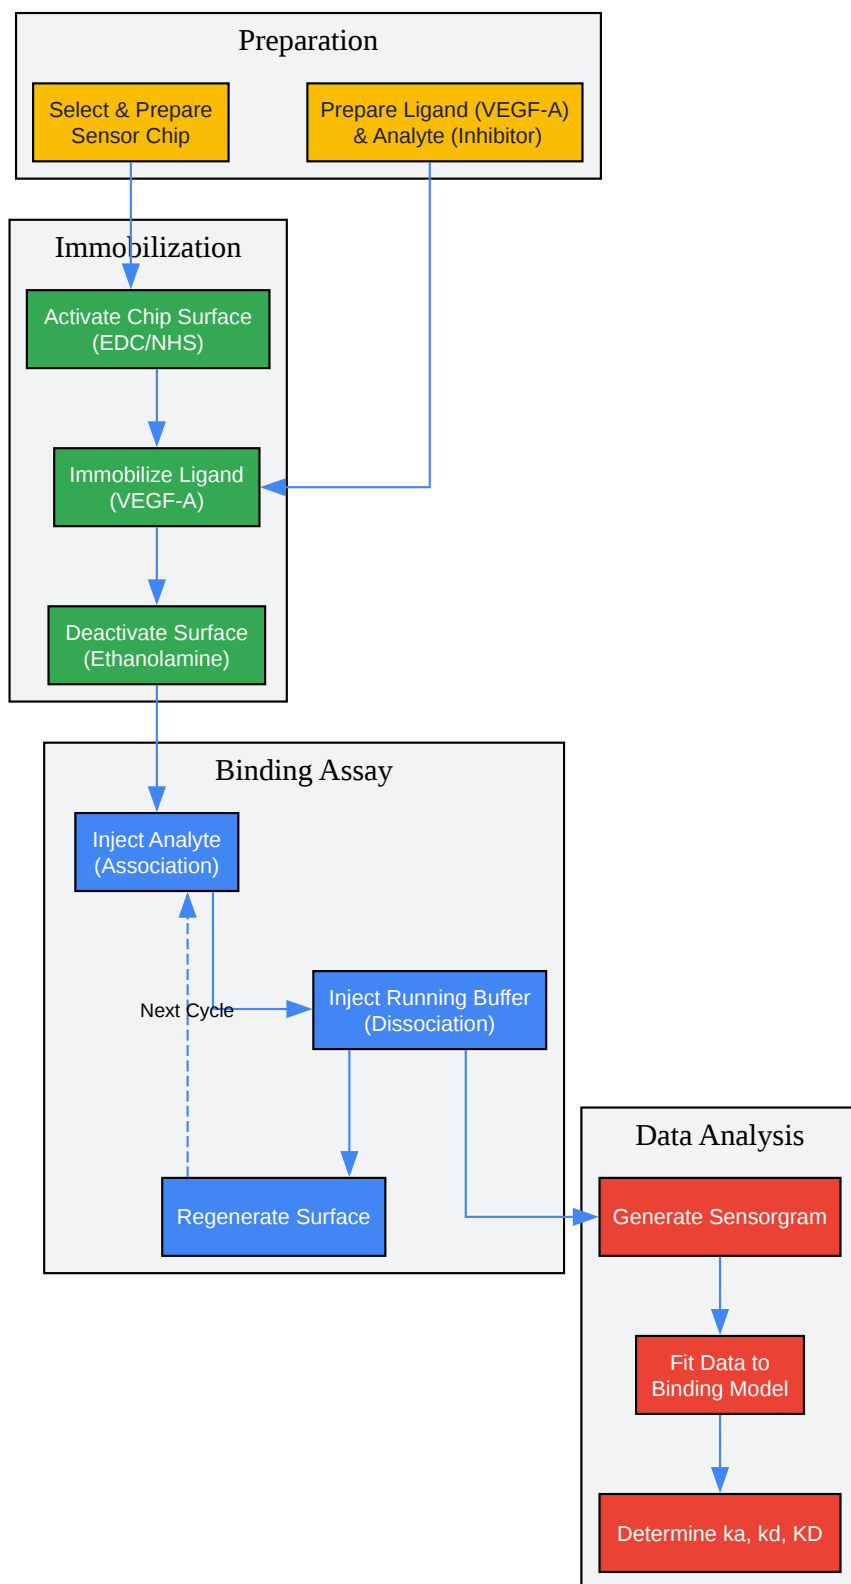 Preparation
Select & Prepare
Sensor Chip
Prepare Ligand (VEGF-A)
& Analyte (Inhibitor)
Immobilization
Activate Chip Surface
(EDC/NHS)
Immobilize Ligand
(VEGF-A)
Deactivate Surface
(Ethanolamine)
Binding Assay
Inject Analyte
(Association)
Next Cycle
Inject Running Buffer
(Dissociation)
Regenerate Surface
Data Analysis
Generate Sensorgram
Fit Data to
Binding Model
Determine ka, kd, KD